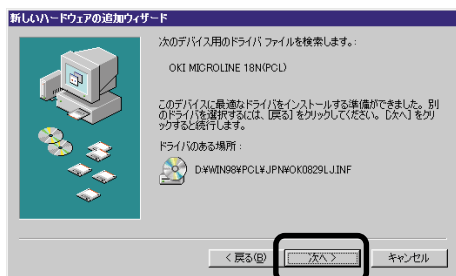 新しいハードウェアの追加ウィザード
次のデバイス用のドライバ ファイルを検索します。:
OKI MICROLINE 18N(PCL)
このデバイスに最適なドライバをインストールする準備ができました。別
のドライバを選択するには、[戻る] をクリックしてください。[次へ] をクリ
ックすると続行します。
ドライバのある場所 :
D:¥WIN98¥PCL¥JPN¥OK0829LJ.INF
< 戻る(B)
次へ >
キャンセル